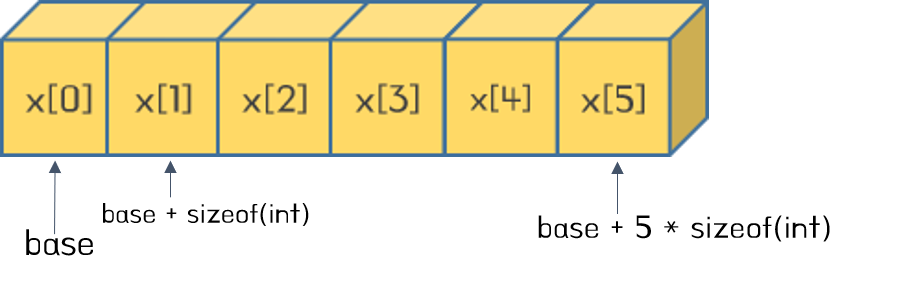 x[0] x[1] x[2] x[3] x[4] x[5]
base + sizeof(int)
base
base + 5 * sizeof(int)